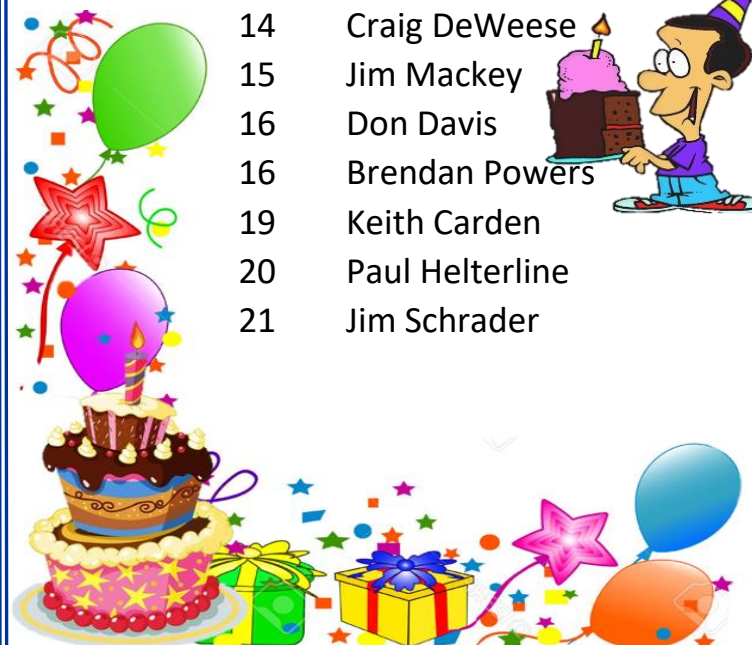 14 Craig DeWeese
15 Jim Mackey
16 Don Davis
16 Brendan Powers
19 Keith Carden
20 Paul Helterline
21 Jim Schrader